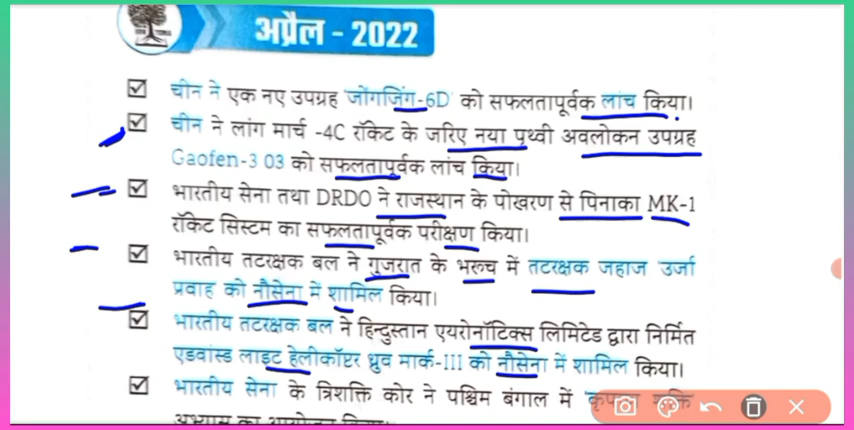 अप्रैल - 2022
चीन ने एक नए उपग्रह 'जोंगजिंग-6D' को सफलतापूर्वक लांच किया।
चीन ने लांग मार्च -4C रॉकेट के जरिए नया पृथ्वी अवलोकन उपग्रह
Gaofen-3 03 को सफलतापूर्वक लांच किया।
भारतीय सेना तथा DRDO ने राजस्थान के पोखरण से पिनाका MK-1
रॉकेट सिस्टम का सफलतापूर्वक परीक्षण किया।
भारतीय तटरक्षक बल ने गुजरात के भरूच में तटरक्षक जहाज 'उर्जा
प्रवाह को नौसेना में शामिल किया।
भारतीय तटरक्षक बल ने हिन्दुस्तान एयरोनॉटिक्स लिमिटेड द्वारा निर्मित
एडवांस्ड लाइट हेलीकॉप्टर ध्रुव मार्क-III को नौसेना में शामिल किया।
भारतीय सेना के त्रिशक्ति कोर ने पश्चिम बंगाल में
अभ्यास का आयोजन किया।